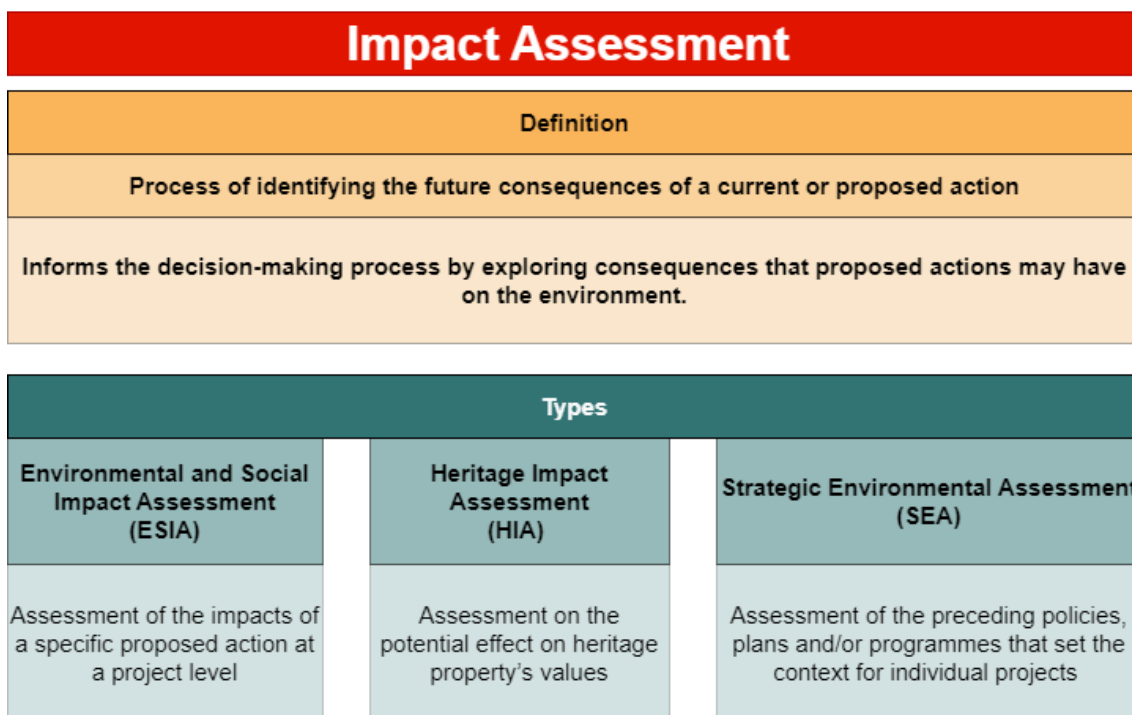 Impact Assessment
Definition
Process of identifying the future consequences of a current or proposed action
Informs the decision-making process by exploring consequences that proposed actions may have
on the environment.
Types
Environmental and Social
Impact Assessment
(ESIA)
Heritage Impact
Assessment
(HIA)
Strategic Environmental Assessment
(SEA)
Assessment of the impacts of
a specific proposed action at
a project level
Assessment on the
potential effect on heritage
property's values
Assessment of the preceding policies,
plans and/or programmes that set the
context for individual projects